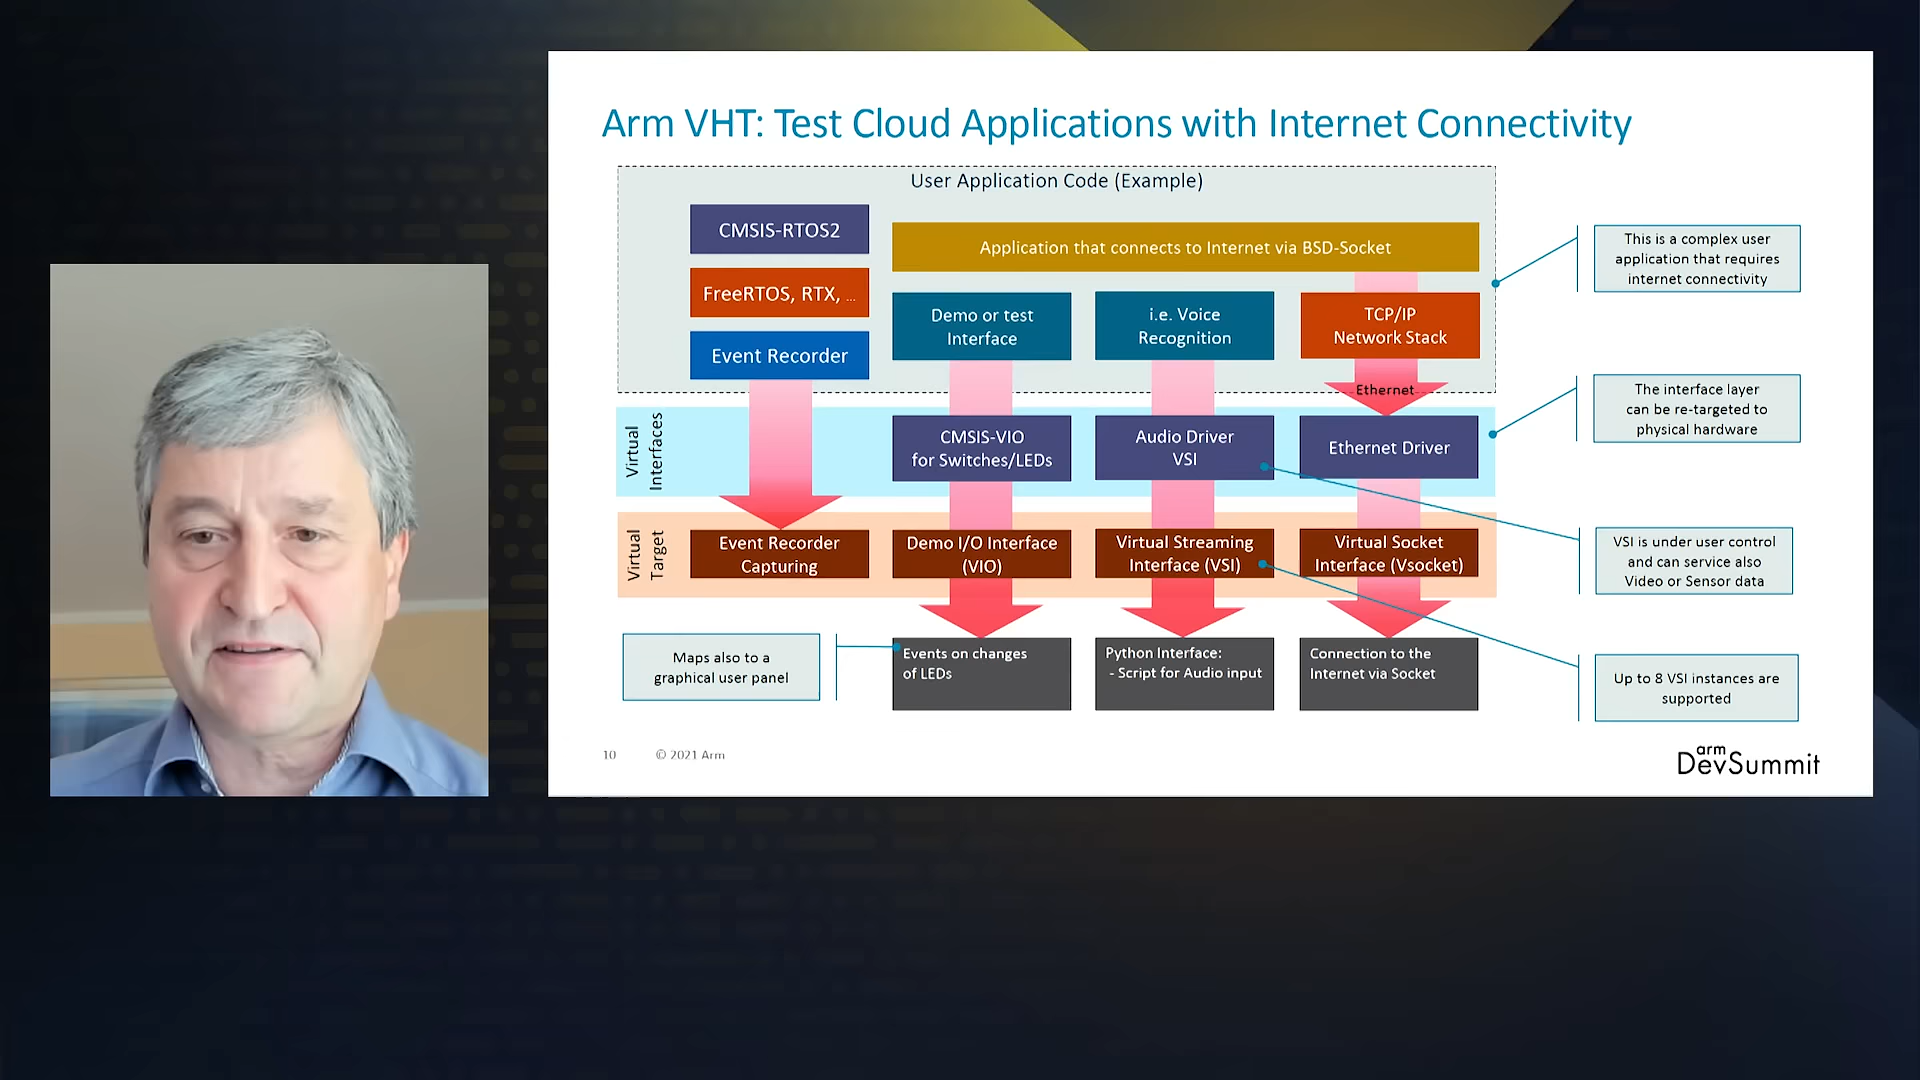 Arm VHT: Test Cloud Applications with Internet Connectivity
User Application Code (Example)
CMSIS-RTOS2
FreeRTOS, RTX, ...
Event Recorder
Application that connects to Internet via BSD-Socket
Demo or test
Interface
i.e. Voice
Recognition
TCP/IP
Network Stack
Ethernet
This is a complex user
application that requires
internet connectivity
Virtual
Interfaces
CMSIS-VIO
for Switches/LEDs
Audio Driver
VSI
Ethernet Driver
The interface layer
can be re-targeted to
physical hardware
Virtual
Target
Event Recorder
Capturing
Demo I/O Interface
(VIO)
Virtual Streaming
Interface (VSI)
Virtual Socket
Interface (Vsocket)
VSI is under user control
and can service also
Video or Sensor data
Maps also to a
graphical user panel
Events on changes
of LEDs
Python Interface:
- Script for Audio input
Connection to the
Internet via Socket
Up to 8 VSI instances are
supported
10
© 2021 Arm
arm
DevSummit